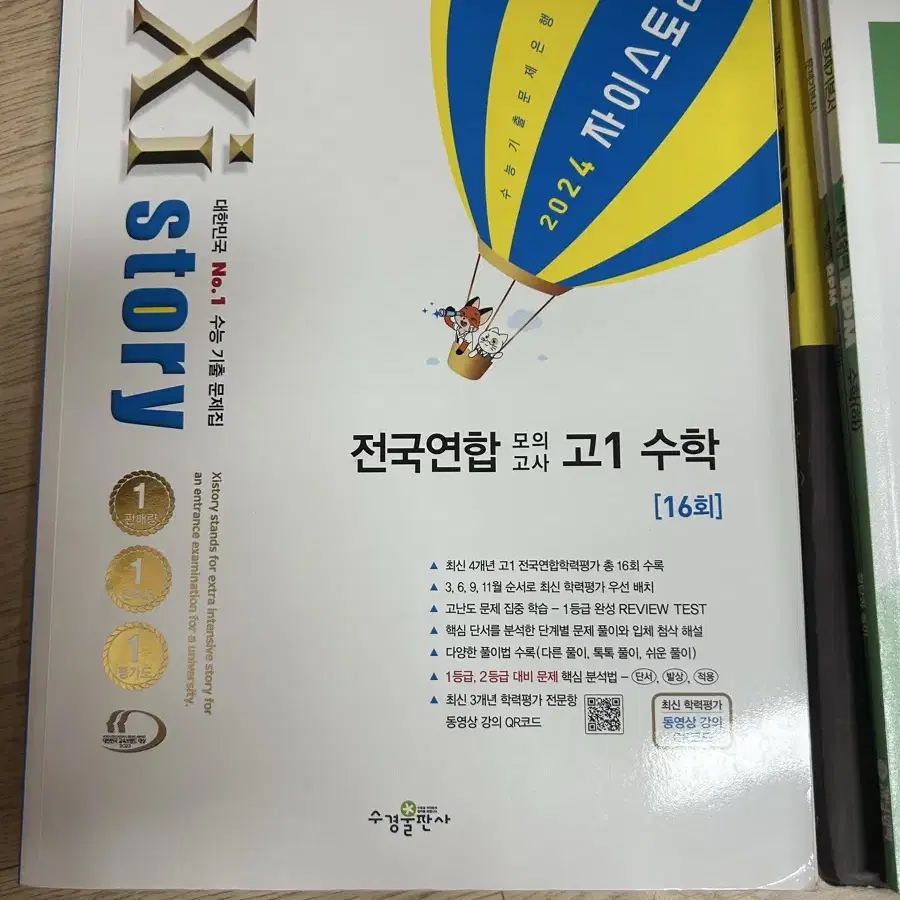 Xi
story
대한민국 No.1 수능 기출 문제집
Xistory stands for extra intensive story for
an entrance examination for a university.
1
판매량
1
1
수능기출문제은행
2024 자이스토
전국연합 모의고사 고1 수학
[16회]
▲ 최신 4개년 고1 전국연합학력평가 총 16회 수록
▲ 3, 6, 9, 11월 순서로 최신 학력평가 우선 배치
▲ 고난도 문제 집중 학습 – 1등급 완성 REVIEW TEST
▲ 핵심 단서를 분석한 단계별 문제 풀이와 입체 첨삭 해설
▲ 다양한 풀이법 수록(다른 풀이, 톡톡 풀이, 쉬운 풀이)
▲ 1등급, 2등급 대비 문제 핵심 분석법 – 단서, 발상, 적용
▲ 최신 3개년 학력평가 전문항
동영상 강의 QR코드
최신 학력평가
동영상 강의
수경출판사
RPM
수학(하)